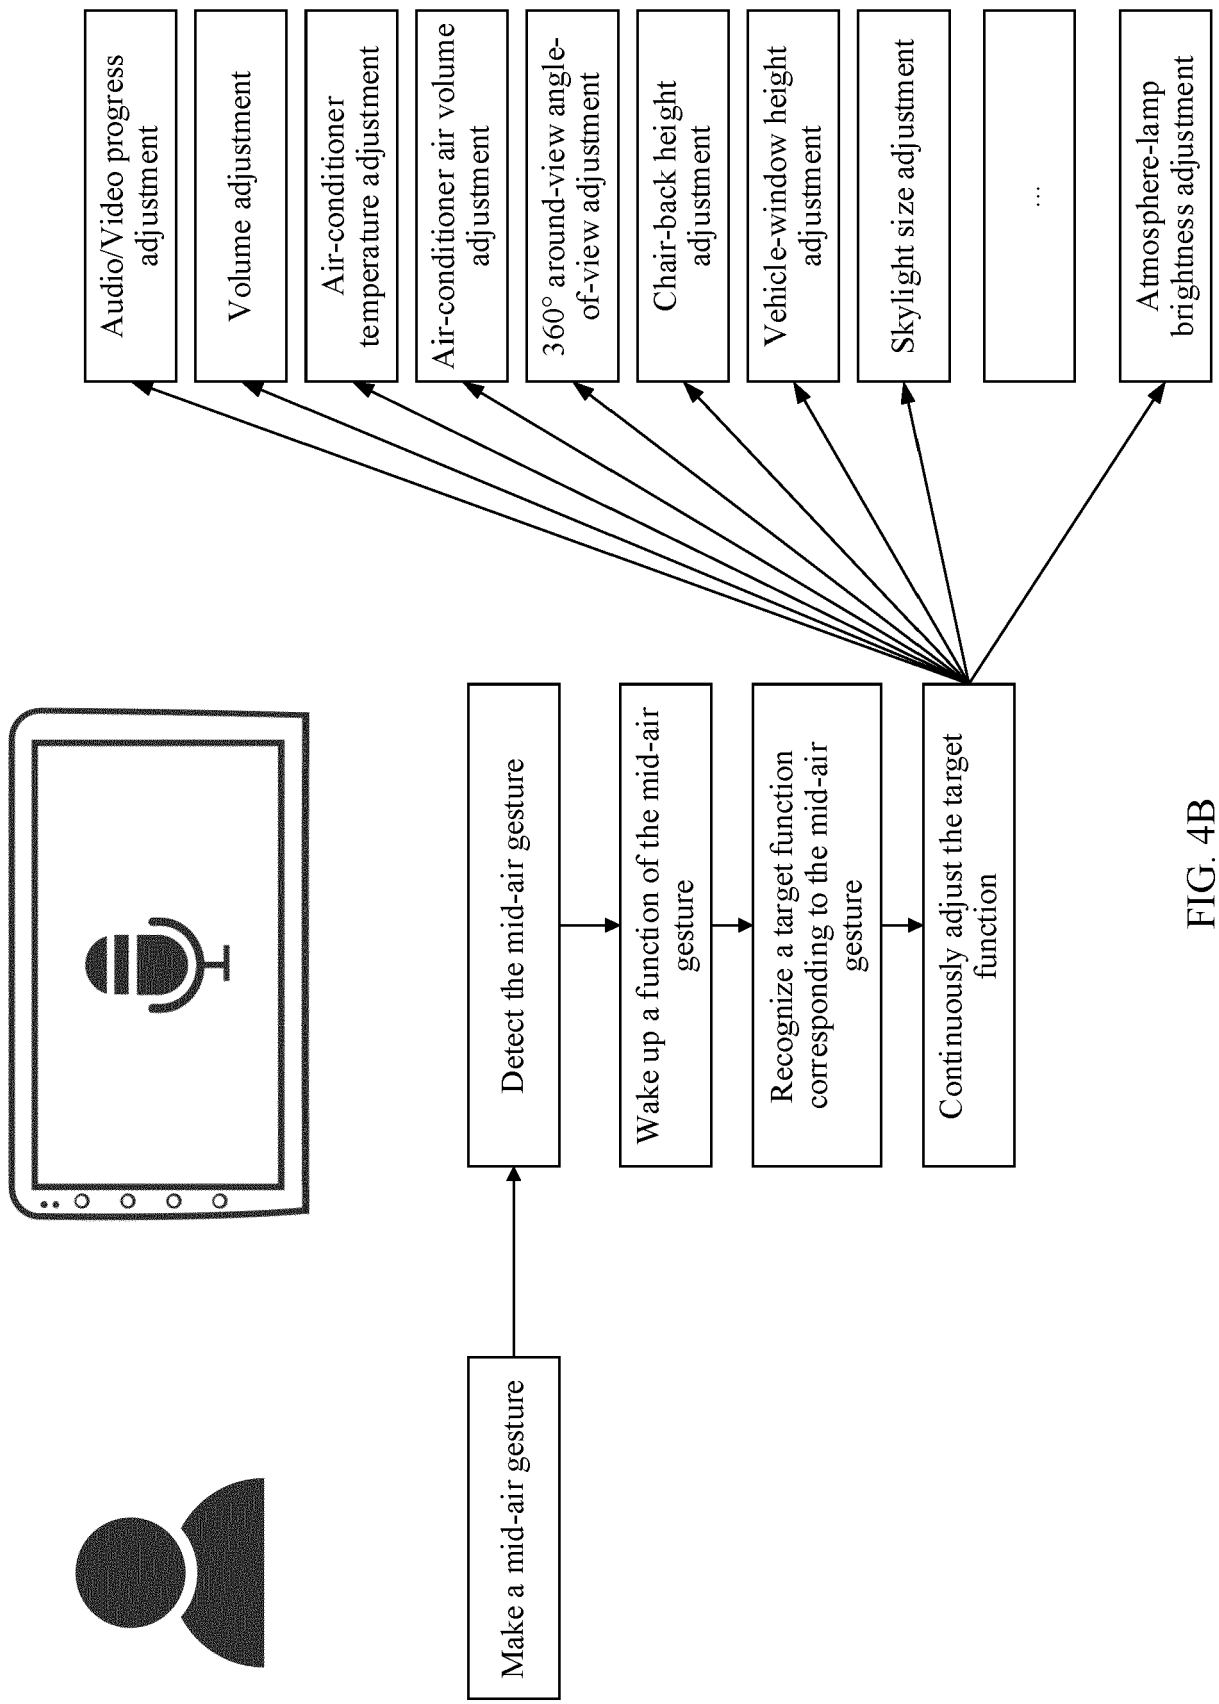 Make a mid-air gesture
Detect the mid-air gesture
Wake up a function of the mid-air
gesture
Recognize a target function
corresponding to the mid-air
gesture
Continuously adjust the target
function
Audio/Video progress
adjustment
Volume adjustment
Air-conditioner
temperature adjustment
Air-conditioner air volume
adjustment
360° around-view angle-
of-view adjustment
Chair-back height
adjustment
Vehicle-window height
adjustment
Skylight size adjustment
...
Atmosphere-lamp
brightness adjustment
FIG. 4B